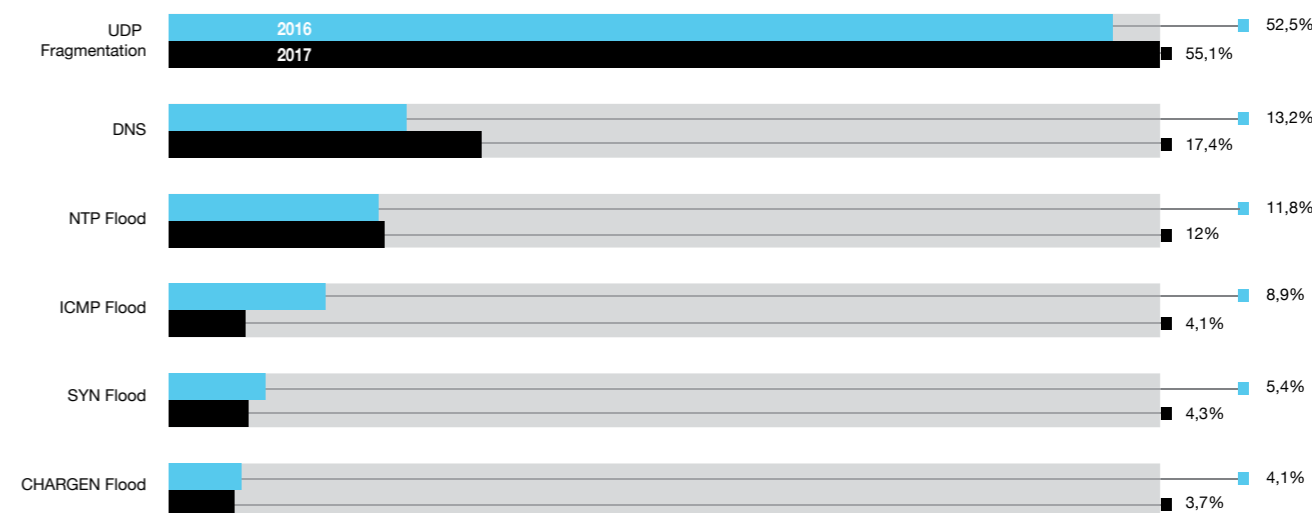 UDP
Fragmentation
2016
52,5%
2017
55,1%
DNS
13,2%
17,4%
NTP Flood
11,8%
12%
ICMP Flood
8,9%
4,1%
SYN Flood
5,4%
4,3%
CHARGEN Flood
4,1%
3,7%